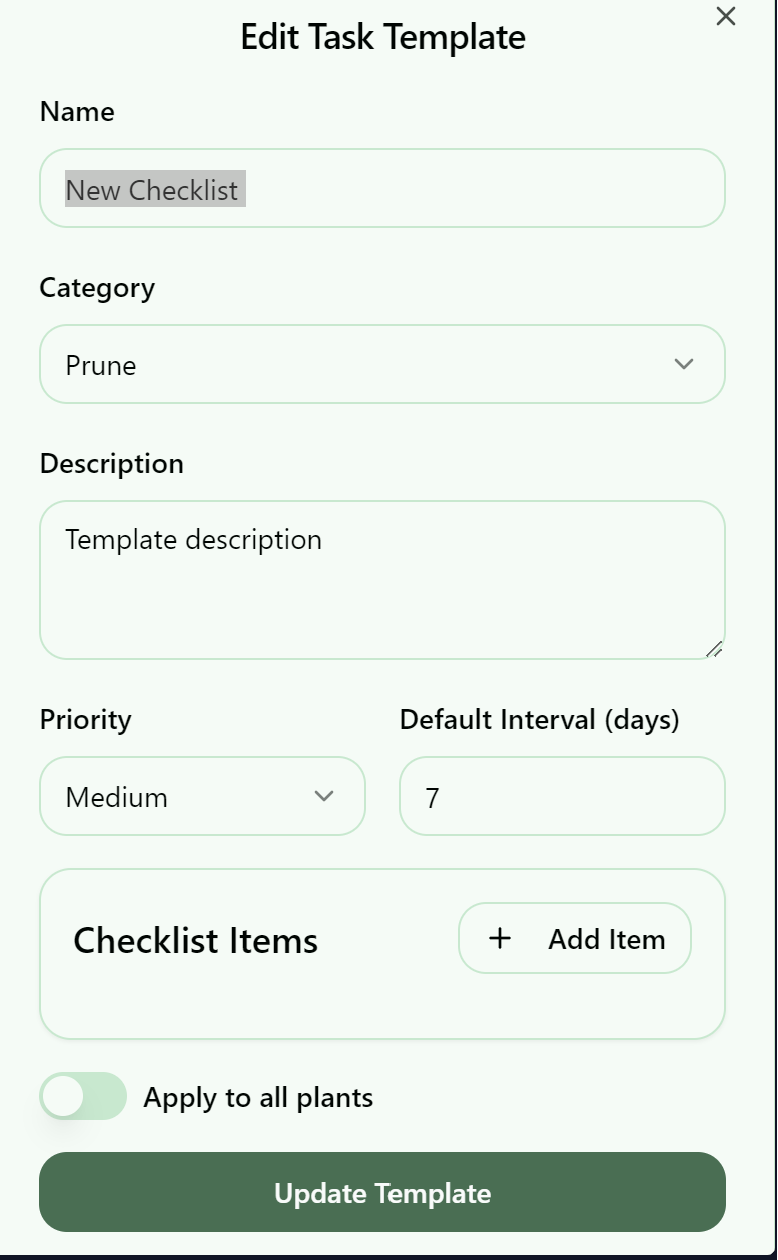 Edit Task Template
Name
New Checklist
Category
Prune
Description
Template description
Priority
Default Interval (days)
Medium
7
Checklist Items
Add Item
Apply to all plants
Update Template